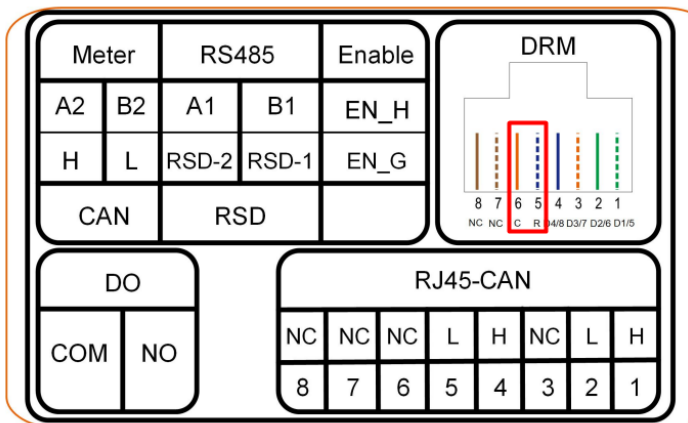 Meter RS485 Enable
A2 B2 A1 B1 EN_H
H L RSD-2 RSD-1 EN_G
CAN RSD
DRM
8 7 6 5 4 3 2 1
NC NC C R D4/8 D3/7 D2/6 D1/5
DO
COM NO
RJ45-CAN
NC NC NC L H NC L H
8 7 6 5 4 3 2 1